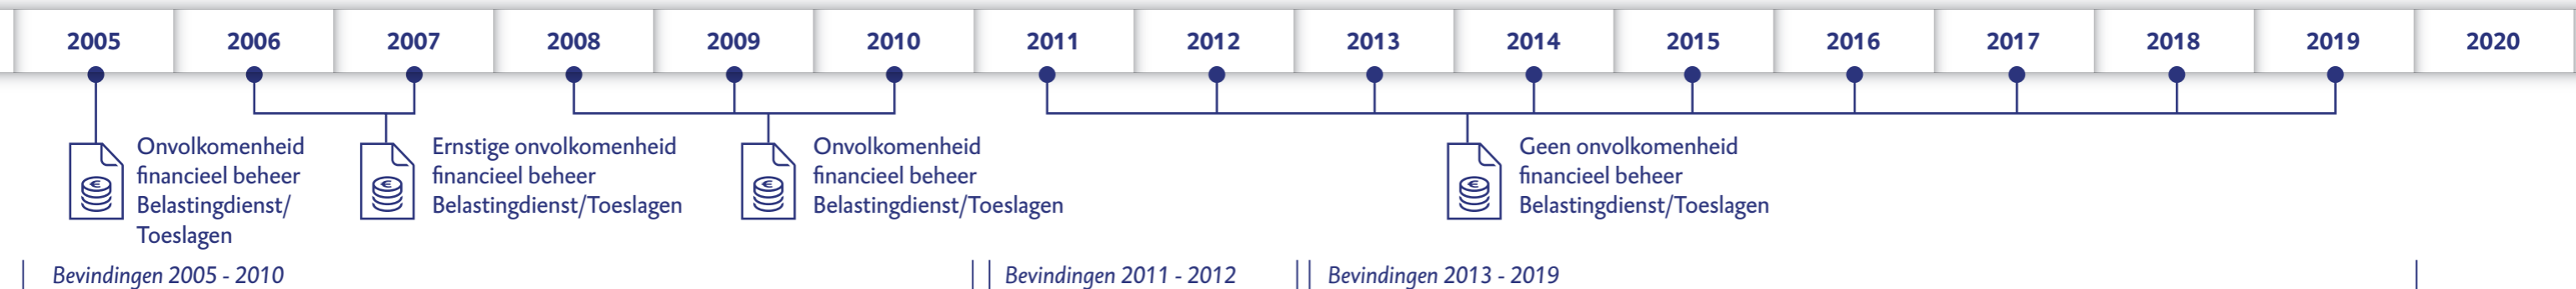 2005 2006 2007 2008 2009 2010 2011 2012 2013 2014 2015 2016 2017 2018 2019 2020
Onvolkomenheid
financieel beheer
Belastingdienst/
Toeslagen
Ernstige onvolkomenheid
financieel beheer
Belastingdienst/Toeslagen
Onvolkomenheid
financieel beheer
Belastingdienst/Toeslagen
Geen onvolkomenheid
financieel beheer
Belastingdienst/Toeslagen
Bevindingen 2005 - 2010
Bevindingen 2011 - 2012
Bevindingen 2013 - 2019